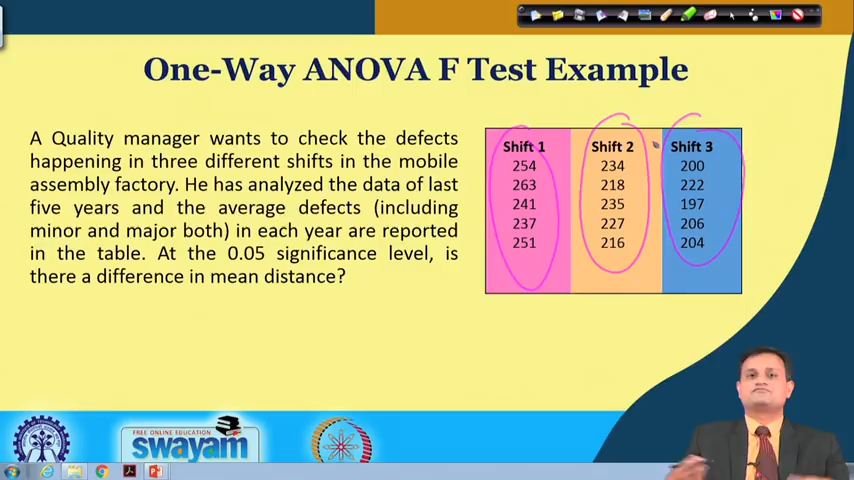 One-Way ANOVA F Test Example
A Quality manager wants to check the defects
happening in three different shifts in the mobile
assembly factory. He has analyzed the data of last
five years and the average defects (including
minor and major both) in each year are reported
in the table. At the 0.05 significance level, is
there a difference in mean distance?
Shift 1 Shift 2 Shift 3
254 234 200
263 218 222
241 235 197
237 227 206
251 216 204
FREE ONLINE EDUCATION
swayam